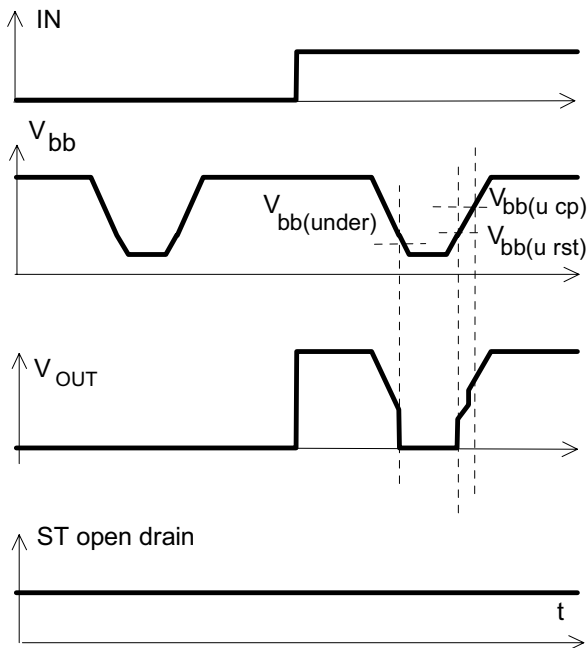 IN
V bb
V bb(under)
V bb(u cp)
V bb(u rst)
V OUT
ST open drain
t